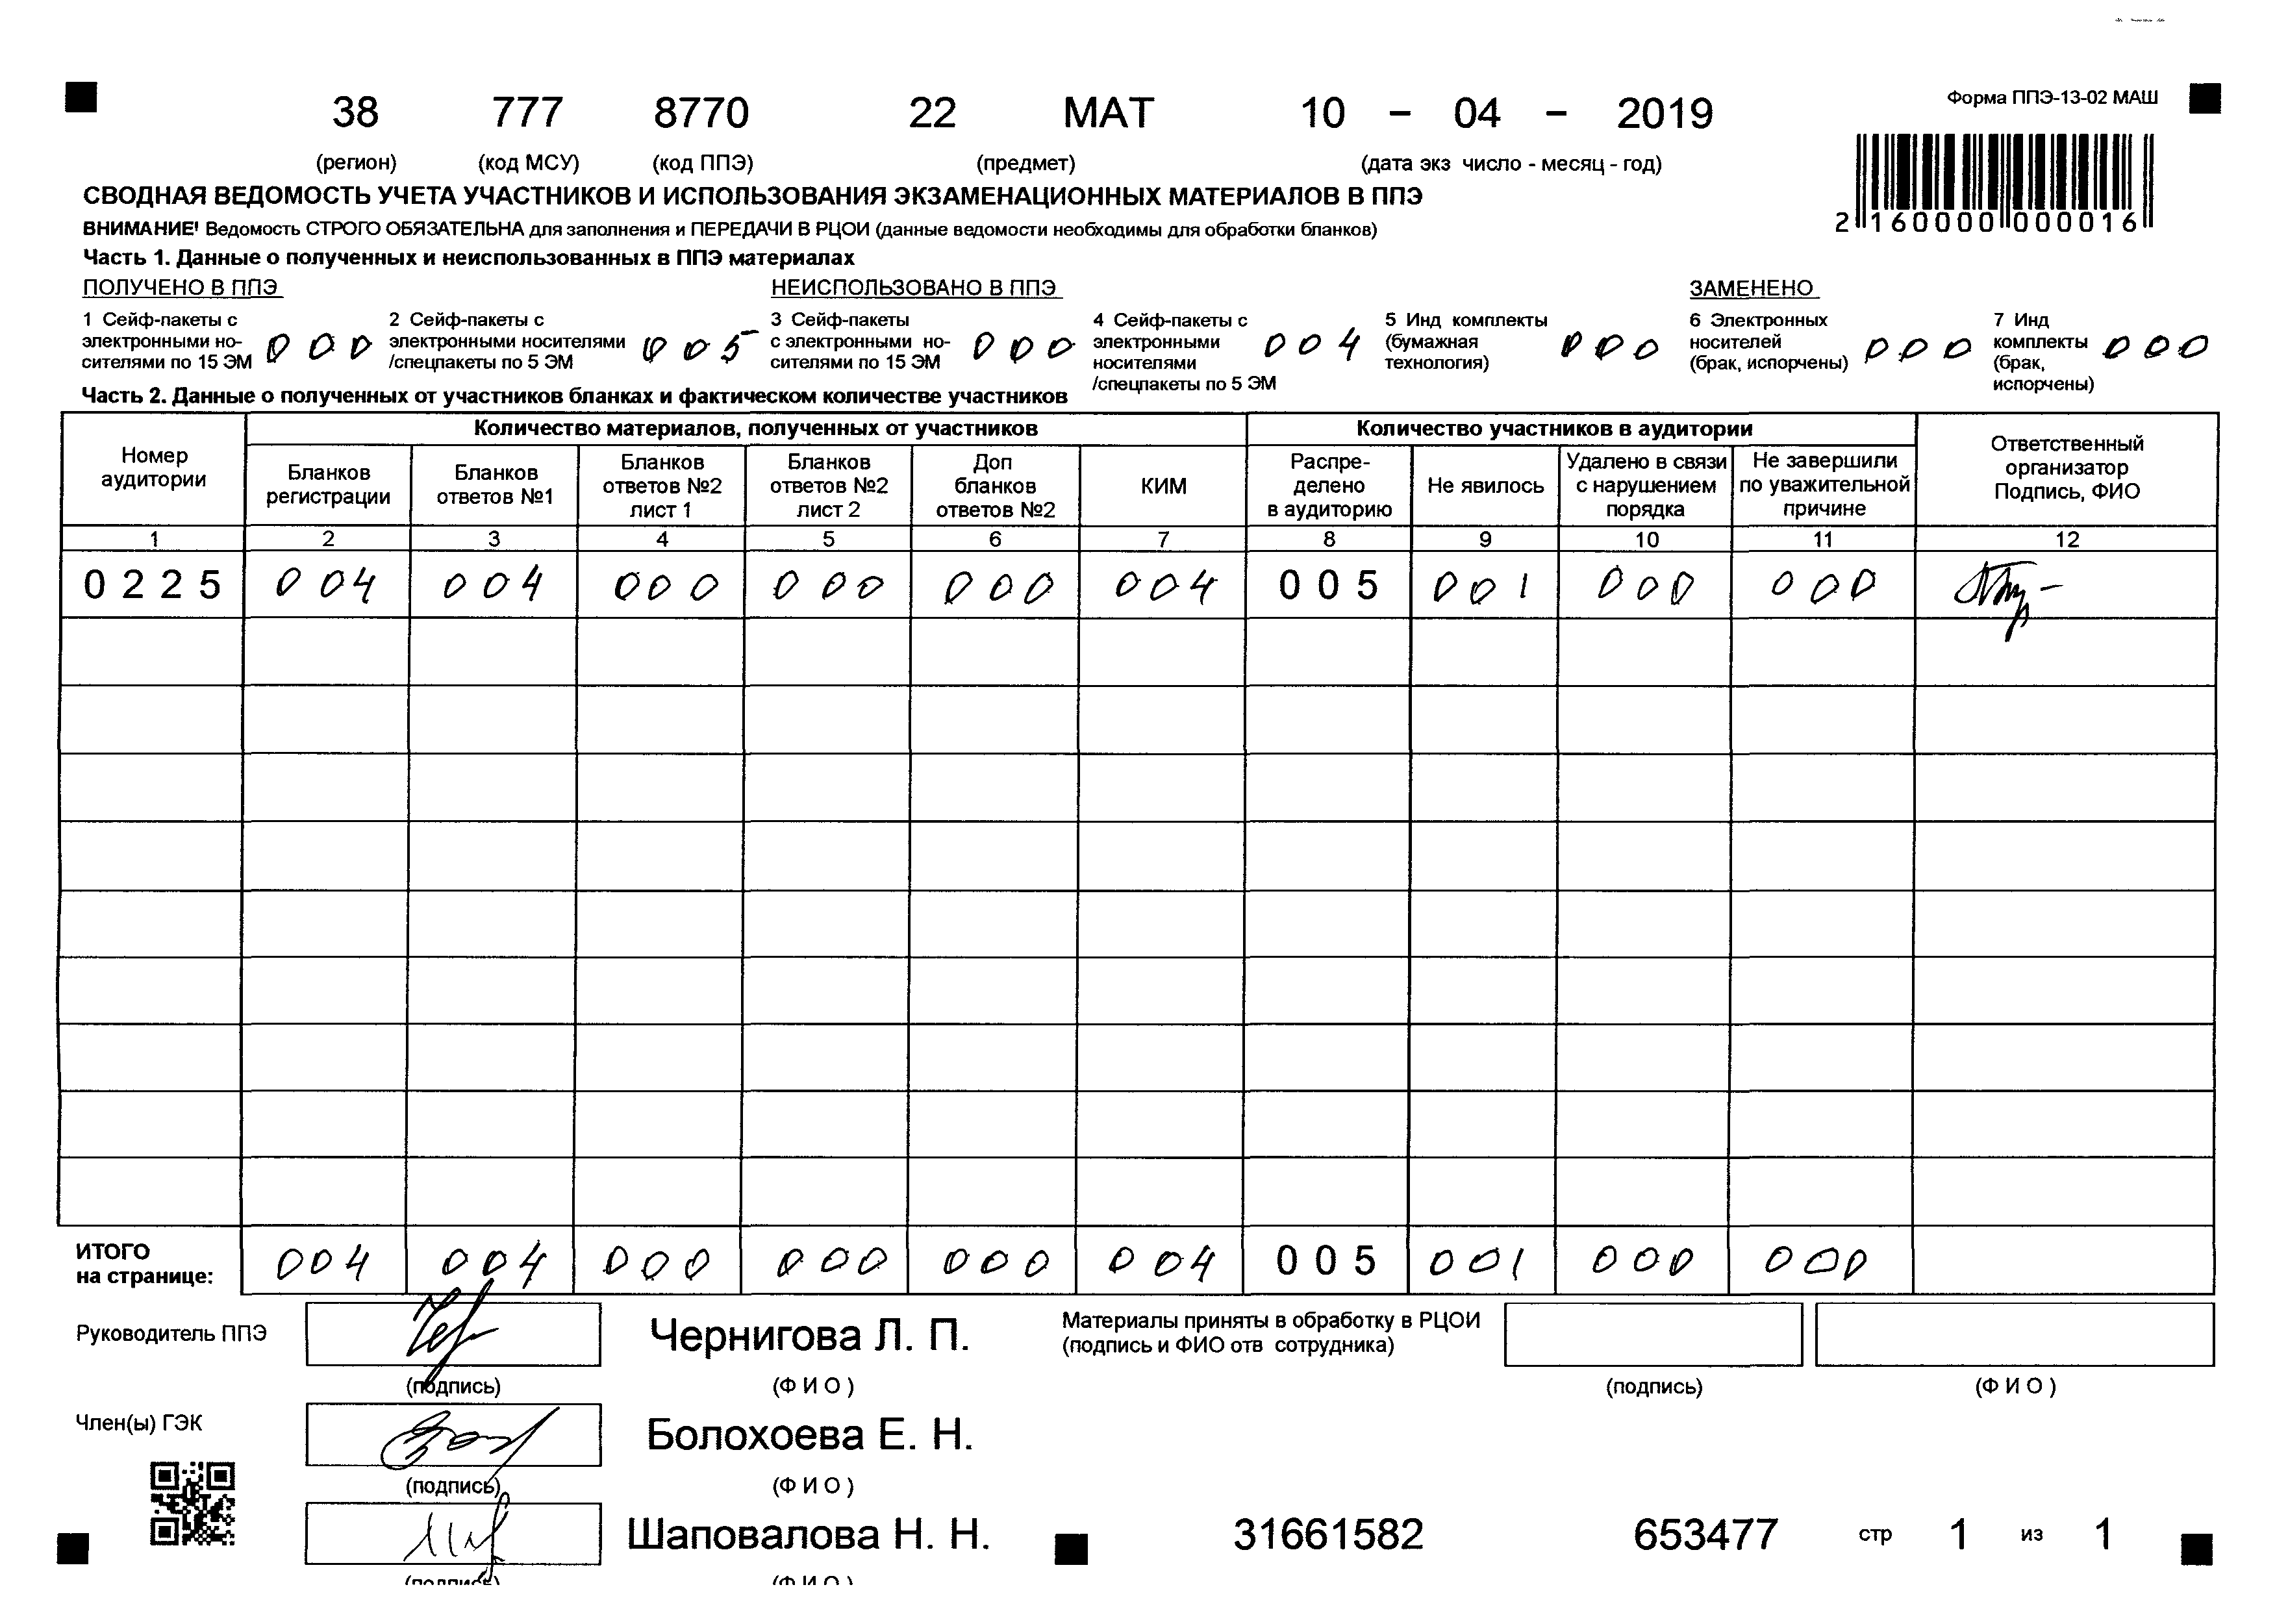 Форма ППЭ-13-02 МАШ
38 777 8770 22 МАТ 10 – 04 – 2019
(регион) (код МСУ) (код ППЭ) (предмет) (дата экз число - месяц - год)
СВОДНАЯ ВЕДОМОСТЬ УЧЕТА УЧАСТНИКОВ И ИСПОЛЬЗОВАНИЯ ЭКЗАМЕНАЦИОННЫХ МАТЕРИАЛОВ В ППЭ
2 160000 000016
ВНИМАНИЕ! Ведомость СТРОГО ОБЯЗАТЕЛЬНА для заполнения и ПЕРЕДАЧИ В РЦОИ (данные ведомости необходимы для обработки бланков)
Часть 1. Данные о полученных и неиспользованных в ППЭ материалах
ПОЛУЧЕНО В ППЭ НЕИСПОЛЬЗОВАНО В ППЭ ЗАМЕНЕНО
1 Сейф-пакеты с
электронными но-
сителями по 15 ЭМ
000
2 Сейф-пакеты с
электронными носителями
/спецпакеты по 5 ЭМ
005
3 Сейф-пакеты
с электронными но-
сителями по 15 ЭМ
000
4 Сейф-пакеты с
электронными
носителями
/спецпакеты по 5 ЭМ
004
5 Инд комплекты
(бумажная
технология)
000
6 Электронных
носителей
(брак, испорчены)
000
7 Инд
комплекты
(брак,
испорчены)
000
Часть 2. Данные о полученных от участников бланках и фактическом количестве участников
Номер
аудитории
Количество материалов, полученных от участников
Количество участников в аудитории
Ответственный
организатор
Подпись, ФИО
Бланков
регистрации
Бланков
ответов №1
Бланков
ответов №2
лист 1
Бланков
ответов №2
лист 2
Доп
бланков
ответов №2
КИМ
Распре-
делено
в аудиторию
Не явилось
Удалено в связи
с нарушением
порядка
Не завершили
по уважительной
причине
1 2 3 4 5 6 7 8 9 10 11 12
0225 004 004 000 000 000 004 005 001 000 000
ИТОГО
на странице:
004 004 000 000 000 004 005 001 000 000
Руководитель ППЭ
Чернигова Л. П.
Материалы приняты в обработку в РЦОИ
(подпись и ФИО отв сотрудника)
(подпись) (Ф И О ) (подпись) (Ф И О )
Член(ы) ГЭК
Болохоева Е. Н.
(подпись) (Ф И О )
Шаповалова Н. Н.
31661582 653477 стр 1 из 1
(подпись) (Ф И О )